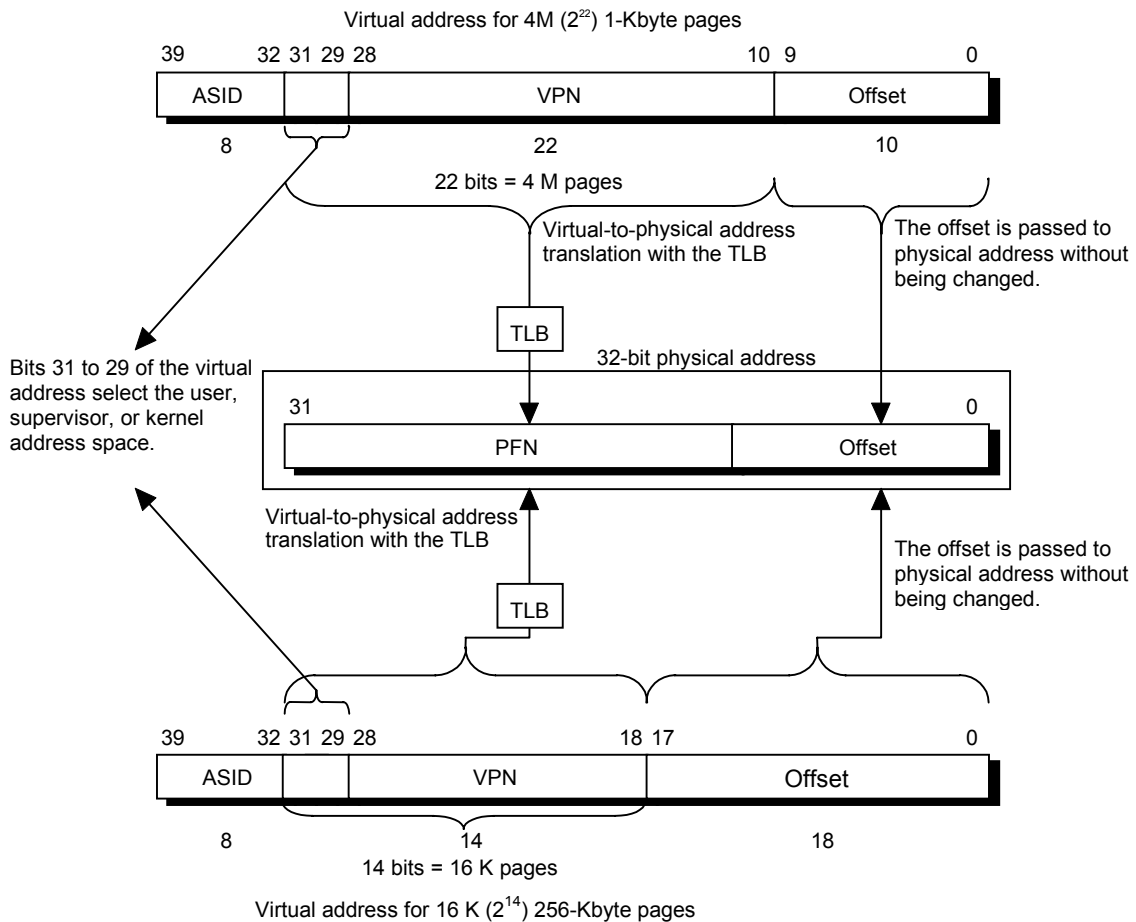 Virtual address for 4M (2²²) 1-Kbyte pages
39 32 31 29 28 10 9 0
ASID VPN Offset
8 22 10
22 bits = 4 M pages
Virtual-to-physical address
translation with the TLB
The offset is passed to
physical address without
being changed.
TLB
32-bit physical address
Bits 31 to 29 of the virtual
address select the user,
supervisor, or kernel
address space.
31 0
PFN Offset
Virtual-to-physical address
translation with the TLB
The offset is passed to
physical address without
being changed.
TLB
39 32 31 29 28 18 17 0
ASID VPN Offset
8 14 18
14 bits = 16 K pages
Virtual address for 16 K (2¹⁴) 256-Kbyte pages